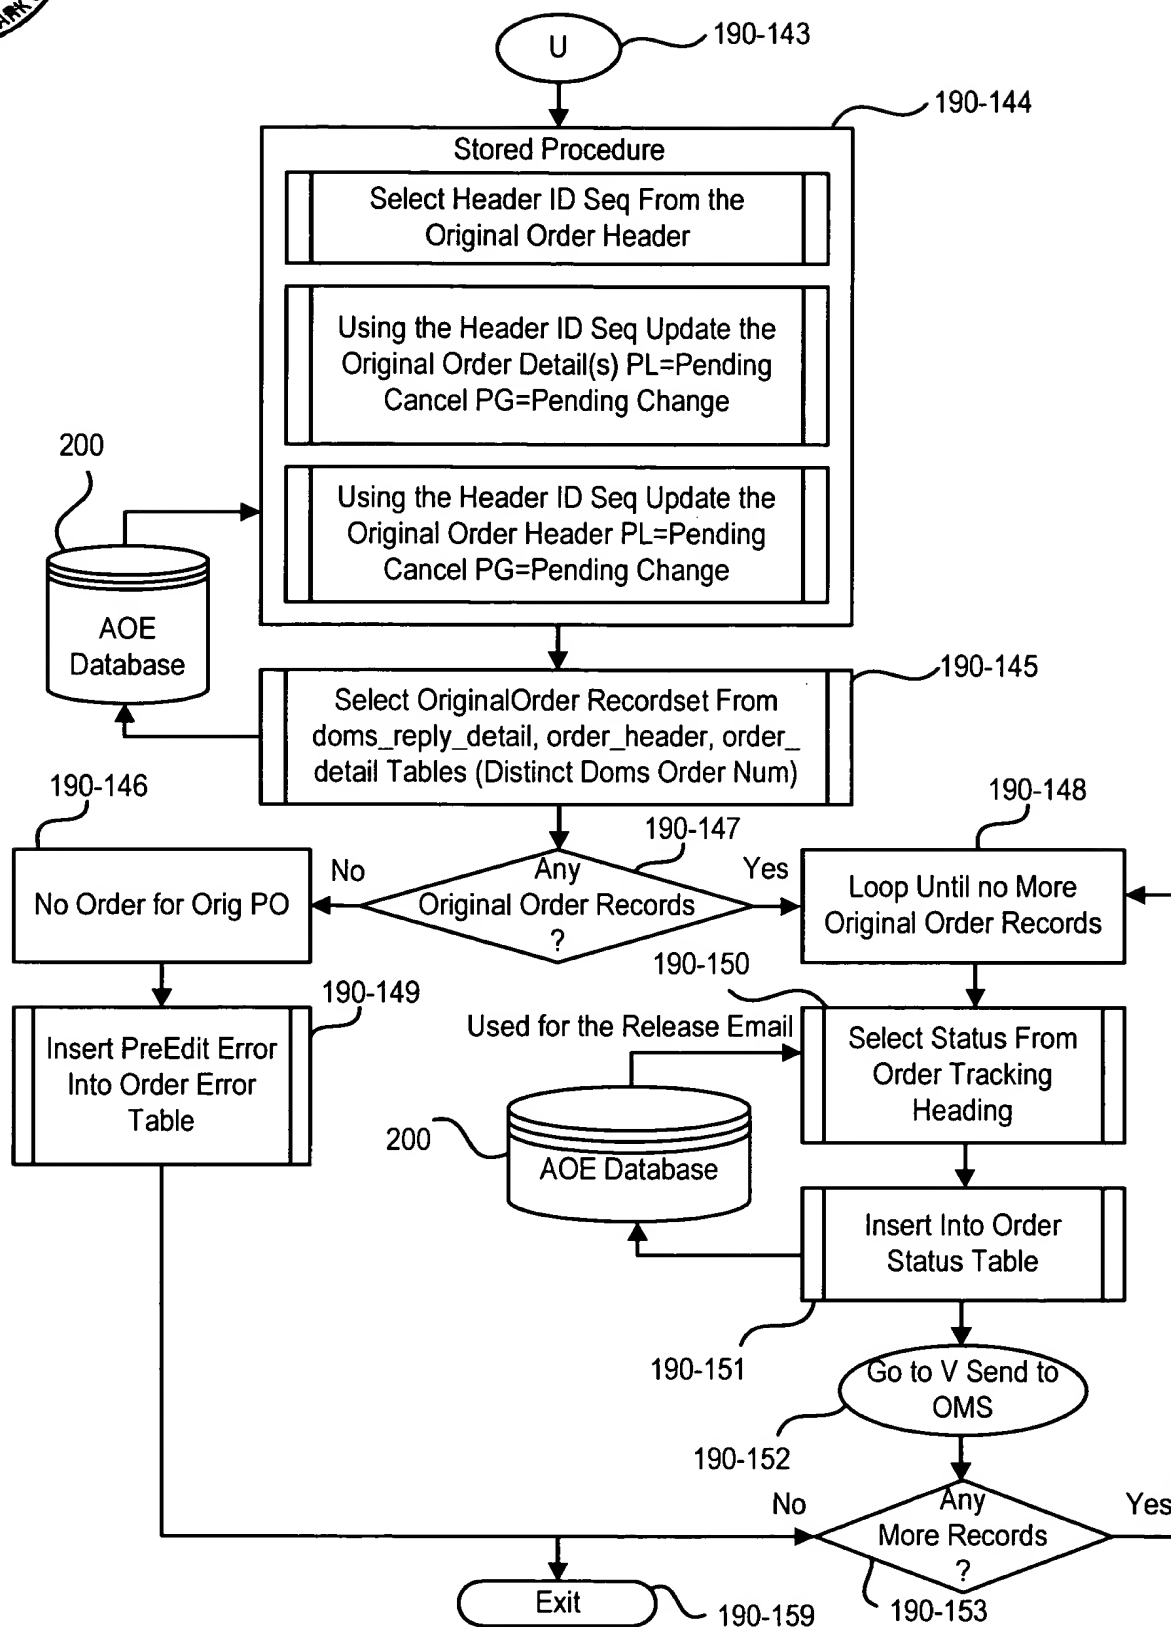 U
190-143
190-144
Stored Procedure
Select Header ID Seq From the
Original Order Header
Using the Header ID Seq Update the
Original Order Detail(s) PL=Pending
Cancel PG=Pending Change
Using the Header ID Seq Update the
Original Order Header PL=Pending
Cancel PG=Pending Change
200
AOE
Database
190-145
Select OriginalOrder Recordset From
doms_reply_detail, order_header, order_
detail Tables (Distinct Doms Order Num)
190-146
190-147
190-148
No
Any
Original Order Records
?
Yes
No Order for Orig PO
Loop Until no More
Original Order Records
190-149
190-150
Insert PreEdit Error
Into Order Error
Table
Used for the Release Email
Select Status From
Order Tracking
Heading
200
AOE Database
Insert Into Order
Status Table
190-151
Go to V Send to
OMS
190-152
No
Any
More Records
?
Yes
Exit
190-159
190-153